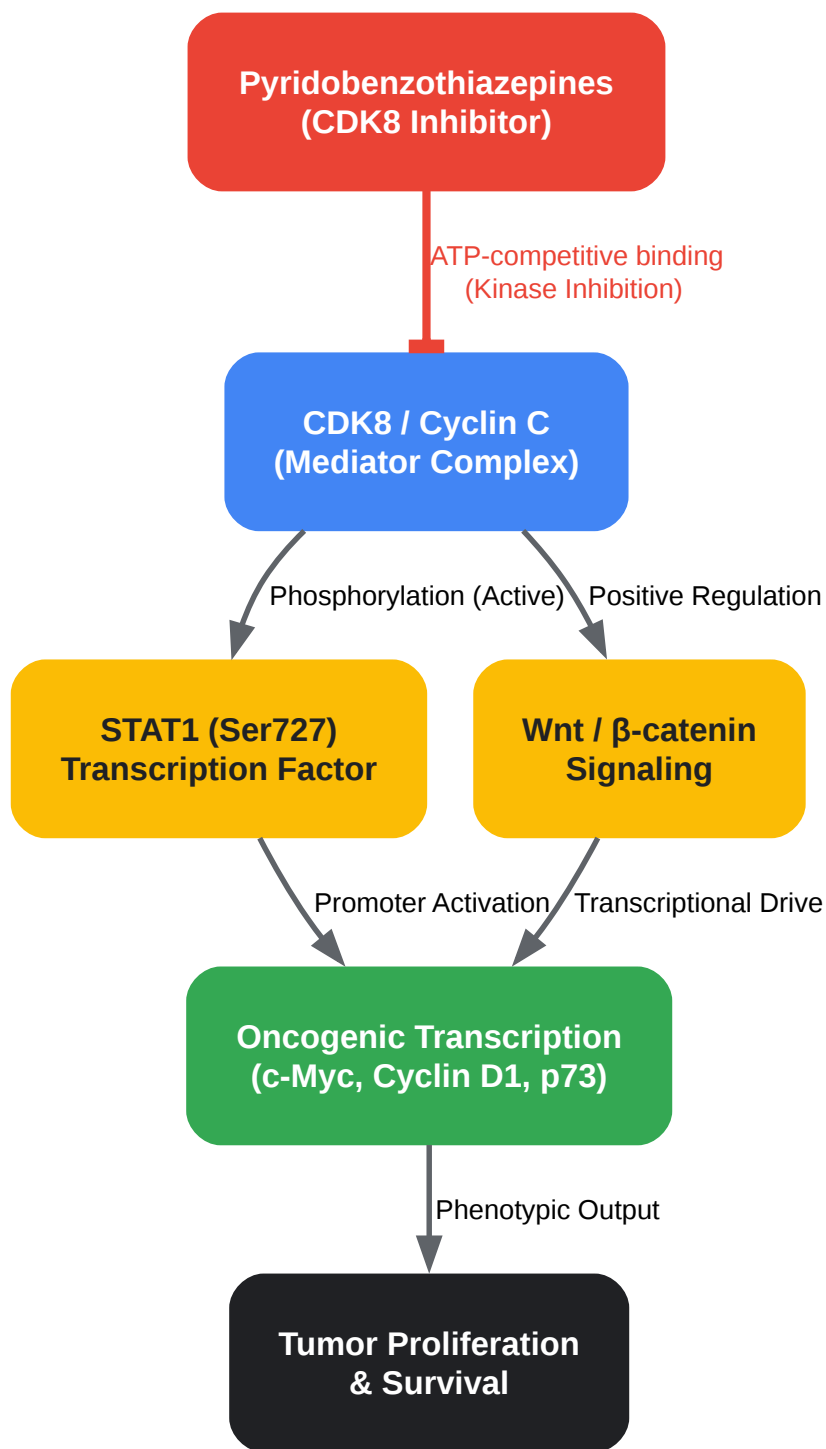 Pyridobenzothiazepines
(CDK8 Inhibitor)
ATP-competitive binding
(Kinase Inhibition)
CDK8 / Cyclin C
(Mediator Complex)
Phosphorylation (Active)
Positive Regulation
STAT1 (Ser727)
Transcription Factor
Wnt / β-catenin
Signaling
Promoter Activation
Transcriptional Drive
Oncogenic Transcription
(c-Myc, Cyclin D1, p73)
Phenotypic Output
Tumor Proliferation
& Survival